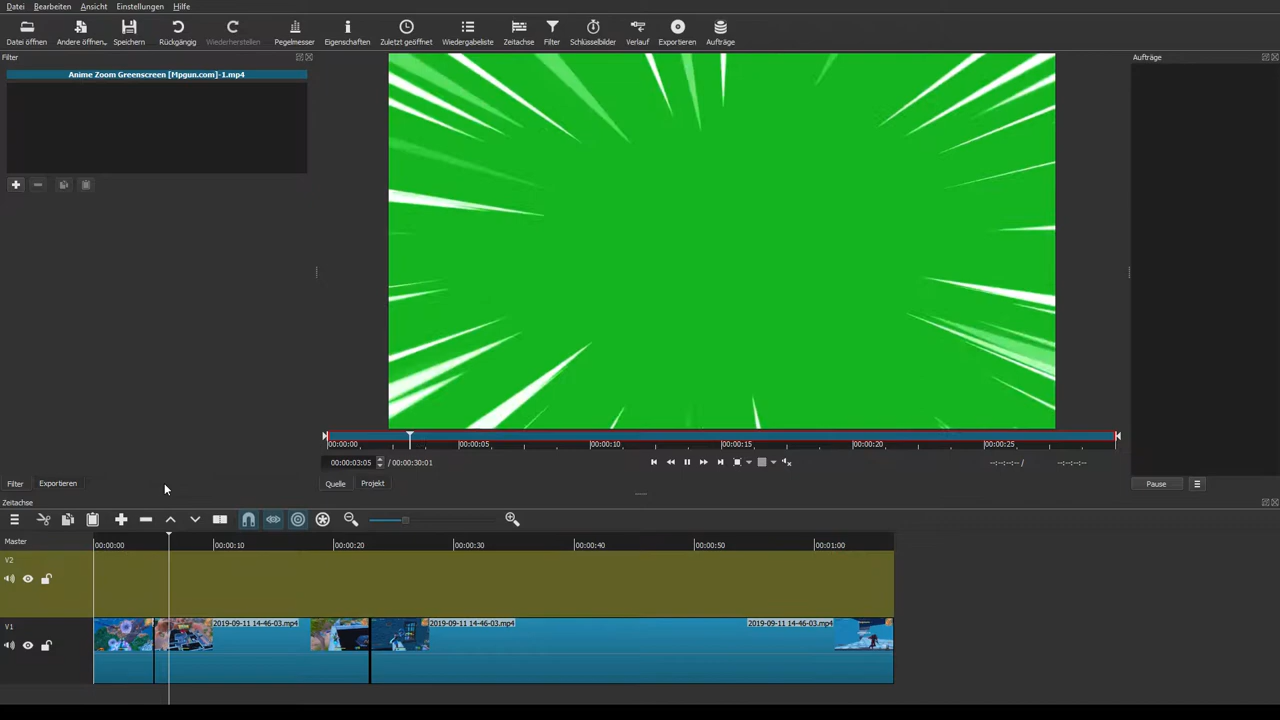 Datei Bearbeiten Ansicht Einstellungen Hilfe
Datei öffnen Andere öffnen.. Speichern Rückgängig Wiederherstellen Pegelmesser Eigenschaften Zuletzt geöffnet Wiedergabeliste Zeitachse Filter Schlüsselbilder Verlauf Exportieren Aufträge
Filter
Aufträge
Anime Zoom Greenscreen [Mpgun.com]-1.mp4
00:00:00 00:00:05 00:00:10 00:00:15 00:00:20 00:00:25
00:00:03:05 / 00:00:30:01
--:--:--:-- / --:--:--:--
Filter Exportieren
Quelle Projekt
Pause
Zeitachse
Master
00:00:00 00:00:10 00:00:20 00:00:30 00:00:40 00:00:50 00:01:00
V2
V1
2019-09-11 14-46-03.mp4 2019-09-11 14-46-03.mp4 2019-09-11 14-46-03.mp4